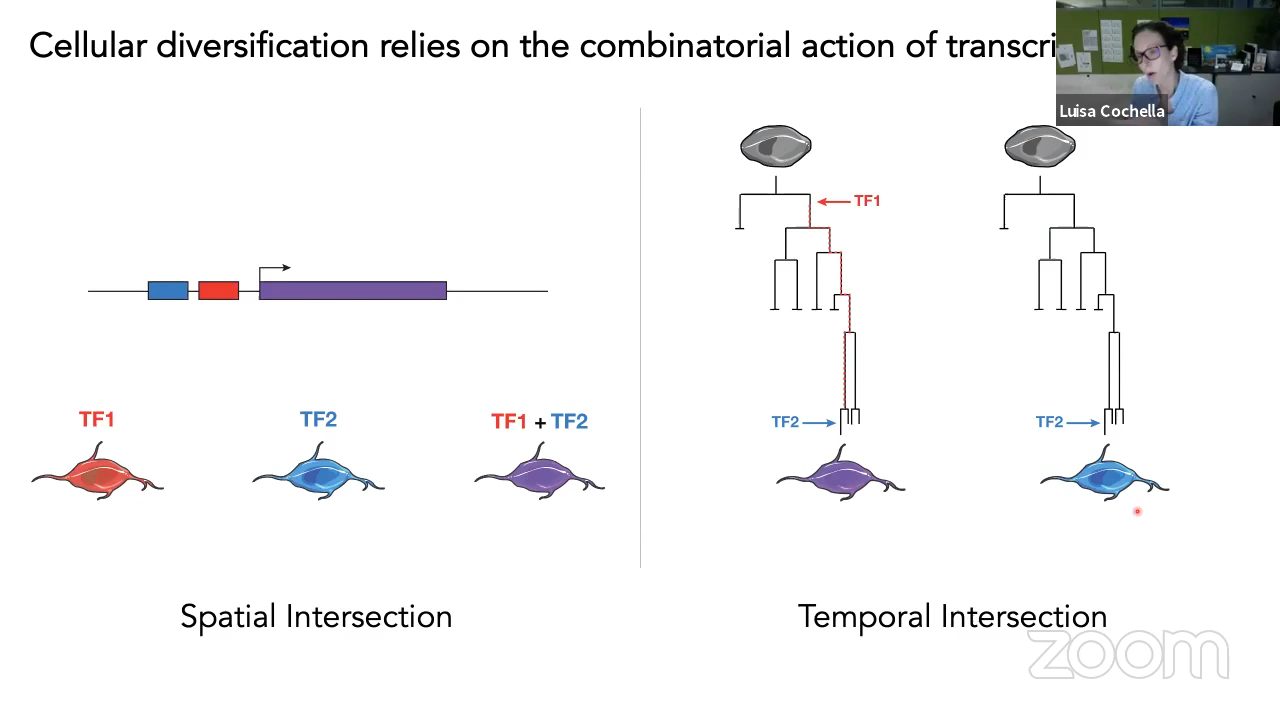 Cellular diversification relies on the combinatorial action of
Luisa Cochella
TF1
TF2
TF1 + TF2
Spatial Intersection
TF1
TF2
TF2
Temporal Intersection
zoom